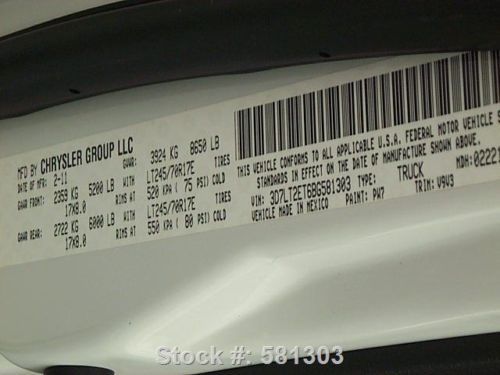 MFD BY CHRYSLER GROUP LLC
DATE OF MFR: 2-11 GVWR: 3924 KG 8650 LB
GAWR FRONT: 2359 KG 5200 LB WITH LT245/70R17E TIRES
17X8.0 RIMS AT 520 KPA ( 75 PSI) COLD
GAWR REAR: 2722 KG 6000 LB WITH LT245/70R17E TIRES
17X8.0 RIMS AT 550 KPA ( 80 PSI) COLD
THIS VEHICLE CONFORMS TO ALL APPLICABLE U.S.A. FEDERAL MOTOR VEHICLE
STANDARDS IN EFFECT ON THE DATE OF MANUFACTURE SHOWN
VIN: 3D7LT2ET6BG581303 TYPE: TRUCK MDH:
VEHICLE MADE IN MEXICO PAINT: PW7 TRIM: V9V3
Stock #: 581303